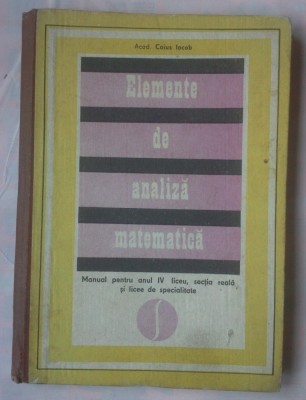 Acad. Caius Iacob
Elemente
de
analiză
matematică
Manual pentru anul IV liceu, secția reală
și licee de specialitate